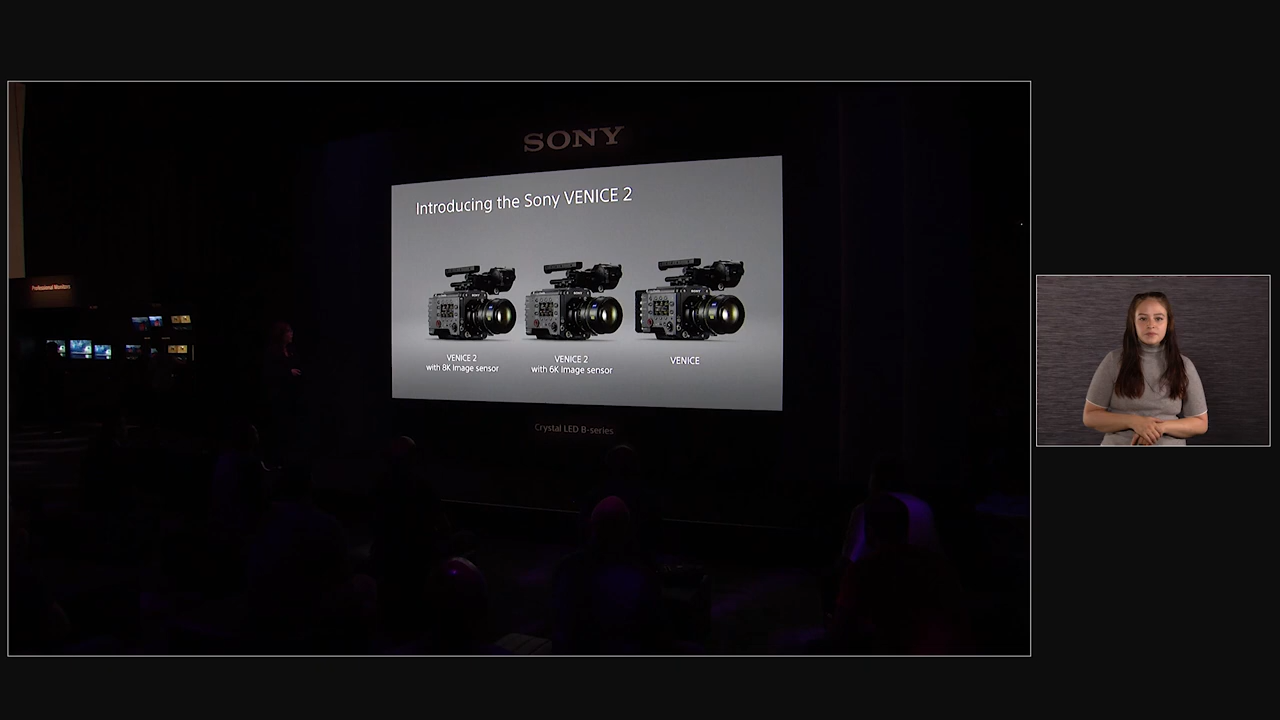 SONY
Introducing the Sony VENICE 2
VENICE 2
with 8K image sensor
VENICE 2
with 6K image sensor
VENICE
Crystal LED B-series
Professional Monitors